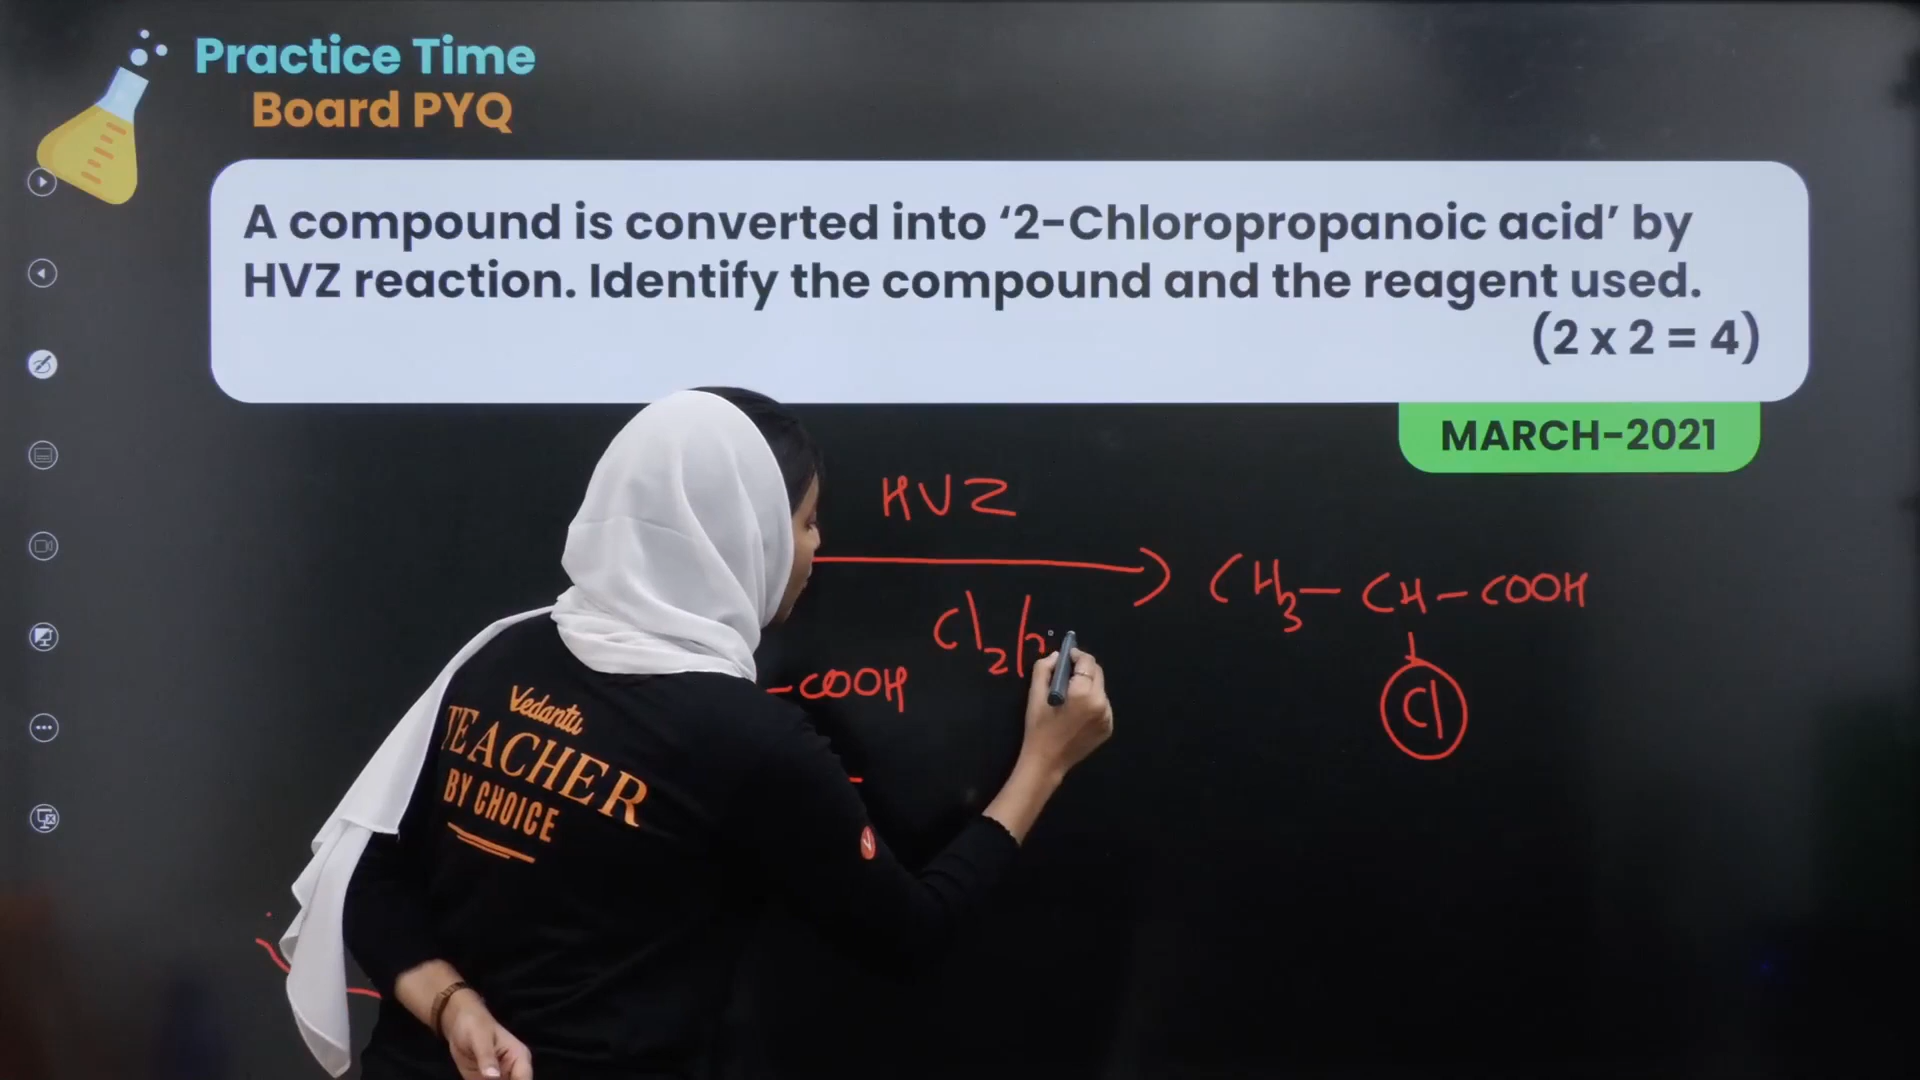 Practice Time
Board PYQ
A compound is converted into ‘2-Chloropropanoic acid’ by
HVZ reaction. Identify the compound and the reagent used.
(2 x 2 = 4)
MARCH-2021
HVZ
CH3 — CH — COOH
Cl2/
—COOH
Cl
Vedantu
TEACHER
BY CHOICE